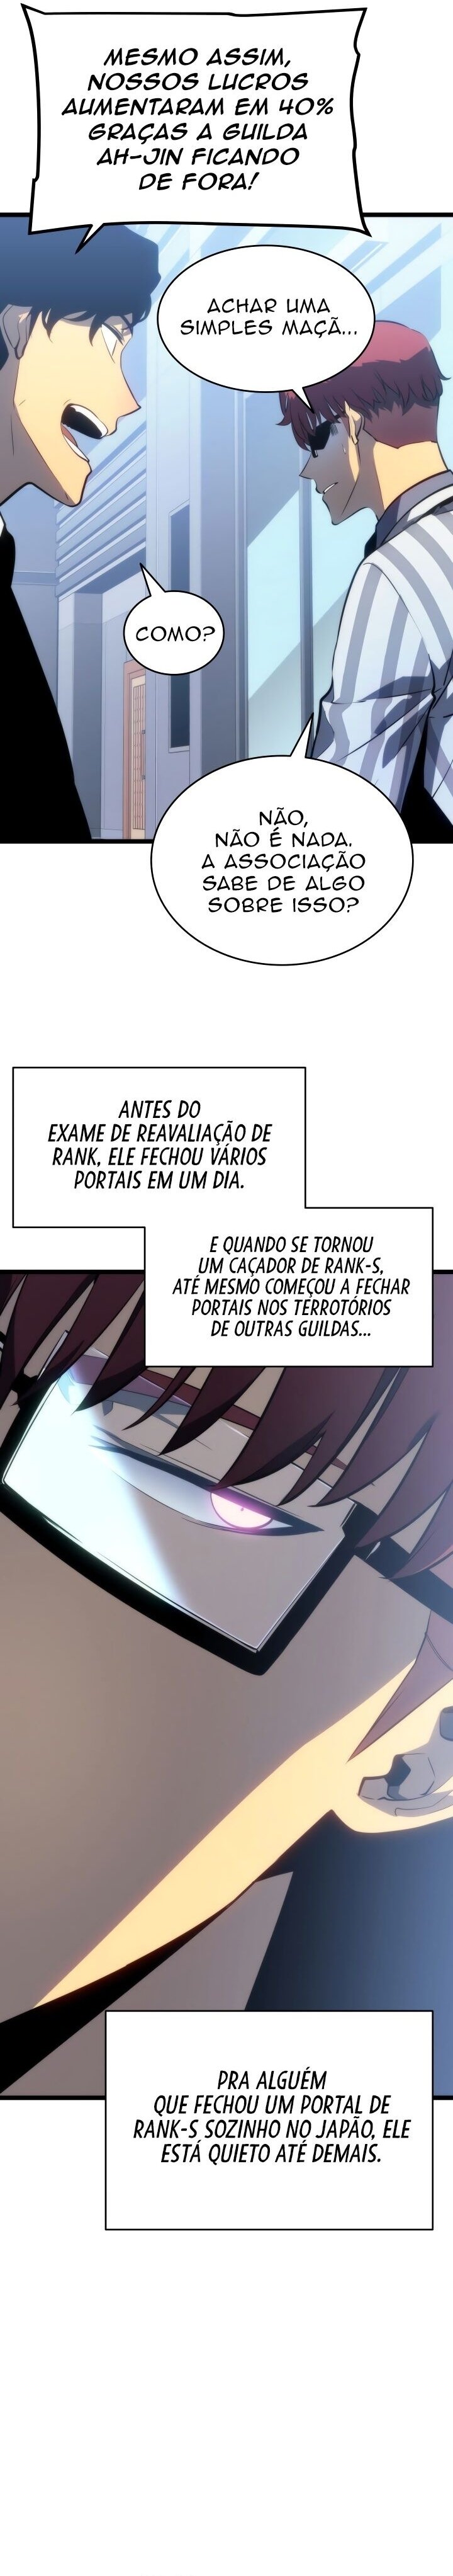 MESMO ASSIM,
NOSSOS LUCROS
AUMENTARAM EM 40%
GRAÇAS A GUILDA
AH-JIN FICANDO
DE FORA!
ACHAR UMA
SIMPLES MAÇÃ...
COMO?
NÃO,
NÃO É NADA.
A ASSOCIAÇÃO
SABE DE ALGO
SOBRE ISSO?
ANTES DO
EXAME DE REAVALIAÇÃO DE
RANK, ELE FECHOU VÁRIOS
PORTAIS EM UM DIA.
E QUANDO SE TORNOU
UM CAÇADOR DE RANK-S,
ATÉ MESMO COMEÇOU A FECHAR
PORTAIS NOS TERROTÓRIOS
DE OUTRAS GUILDAS...
PRA ALGUÉM
QUE FECHOU UM PORTAL DE
RANK-S SOZINHO NO JAPÃO, ELE
ESTÁ QUIETO ATÉ DEMAIS.